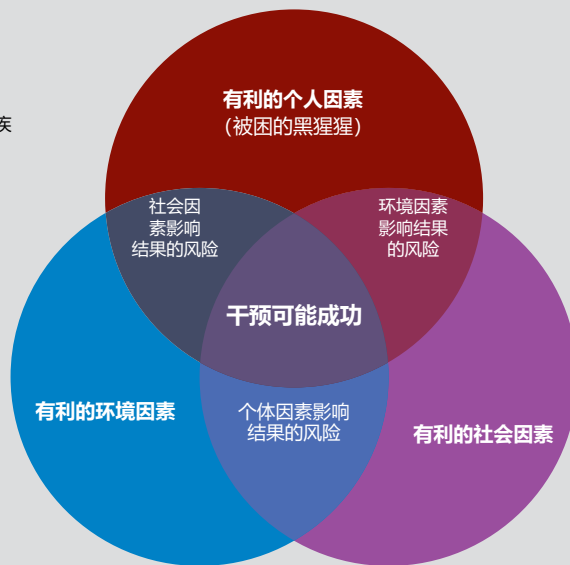 有利的个人因素
（被困的黑猩猩）
疾
社会因
素影响
结果的风险
环境因素
影响结果
的风险
干预可能成功
有利的环境因素
个体因素影响
结果的风险
有利的社会因素